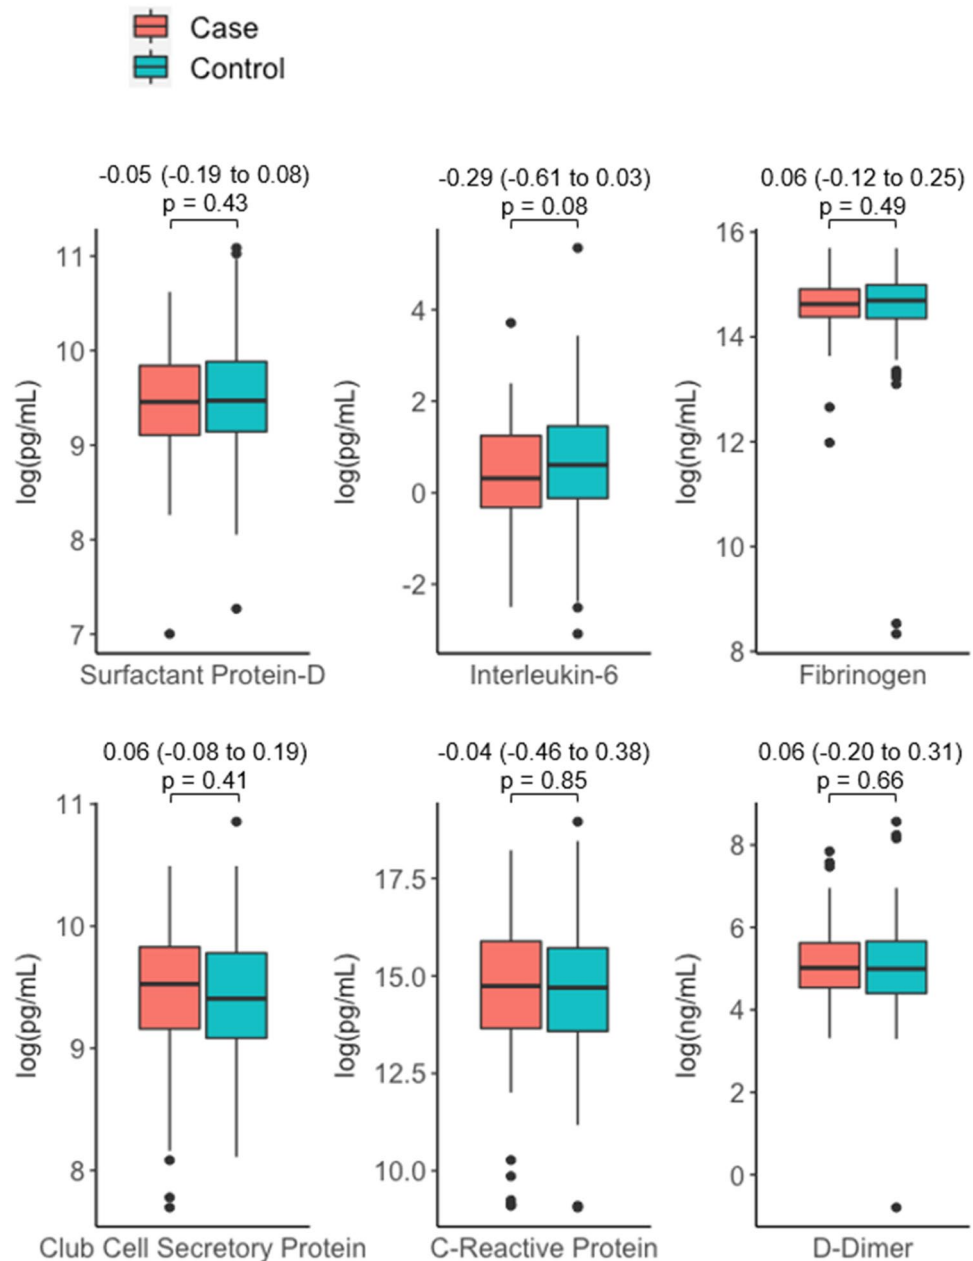 Case
Control
-0.05 (-0.19 to 0.08)
p = 0.43
11
10
9
8
7
log(pg/mL)
Surfactant Protein-D
-0.29 (-0.61 to 0.03)
p = 0.08
4
2
0
-2
log(pg/mL)
Interleukin-6
0.06 (-0.12 to 0.25)
p = 0.49
16
14
12
10
8
log(ng/mL)
Fibrinogen
0.06 (-0.08 to 0.19)
p = 0.41
11
10
9
8
log(pg/mL)
Club Cell Secretory Protein
-0.04 (-0.46 to 0.38)
p = 0.85
17.5
15.0
12.5
10.0
log(pg/mL)
C-Reactive Protein
0.06 (-0.20 to 0.31)
p = 0.66
8
6
4
2
0
log(ng/mL)
D-Dimer